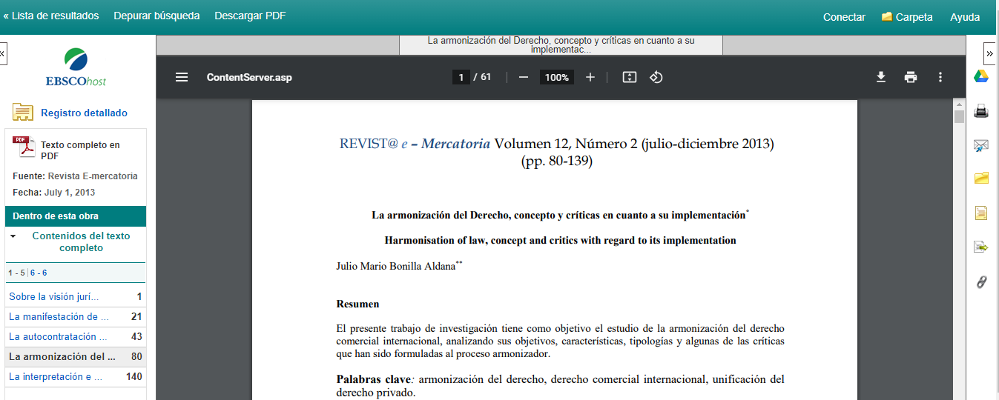 « Lista de resultados Depurar búsqueda Descargar PDF Conectar Carpeta Ayuda
«
EBSCOhost
Registro detallado
PDF
Texto completo en
PDF
Fuente: Revista E-mercatoria
Fecha: July 1, 2013
Dentro de esta obra
Contenidos del texto
completo
1 - 5 | 6 - 6
Sobre la visión jurí... 1
La manifestación de ... 21
La autocontratación ... 43
La armonización del ... 80
La interpretación e ... 140
La armonización del Derecho, concepto y críticas en cuanto a su
implementac...
ContentServer.asp 1 / 61 | — 100% + |
REVIST@ e – Mercatoria Volumen 12, Número 2 (julio-diciembre 2013)
(pp. 80-139)
La armonización del Derecho, concepto y críticas en cuanto a su implementación*
Harmonisation of law, concept and critics with regard to its implementation
Julio Mario Bonilla Aldana**
Resumen
El presente trabajo de investigación tiene como objetivo el estudio de la armonización del derecho
comercial internacional, analizando sus objetivos, características, tipologías y algunas de las críticas
que han sido formuladas al proceso armonizador.
Palabras clave: armonización del derecho, derecho comercial internacional, unificación del
derecho privado.
»